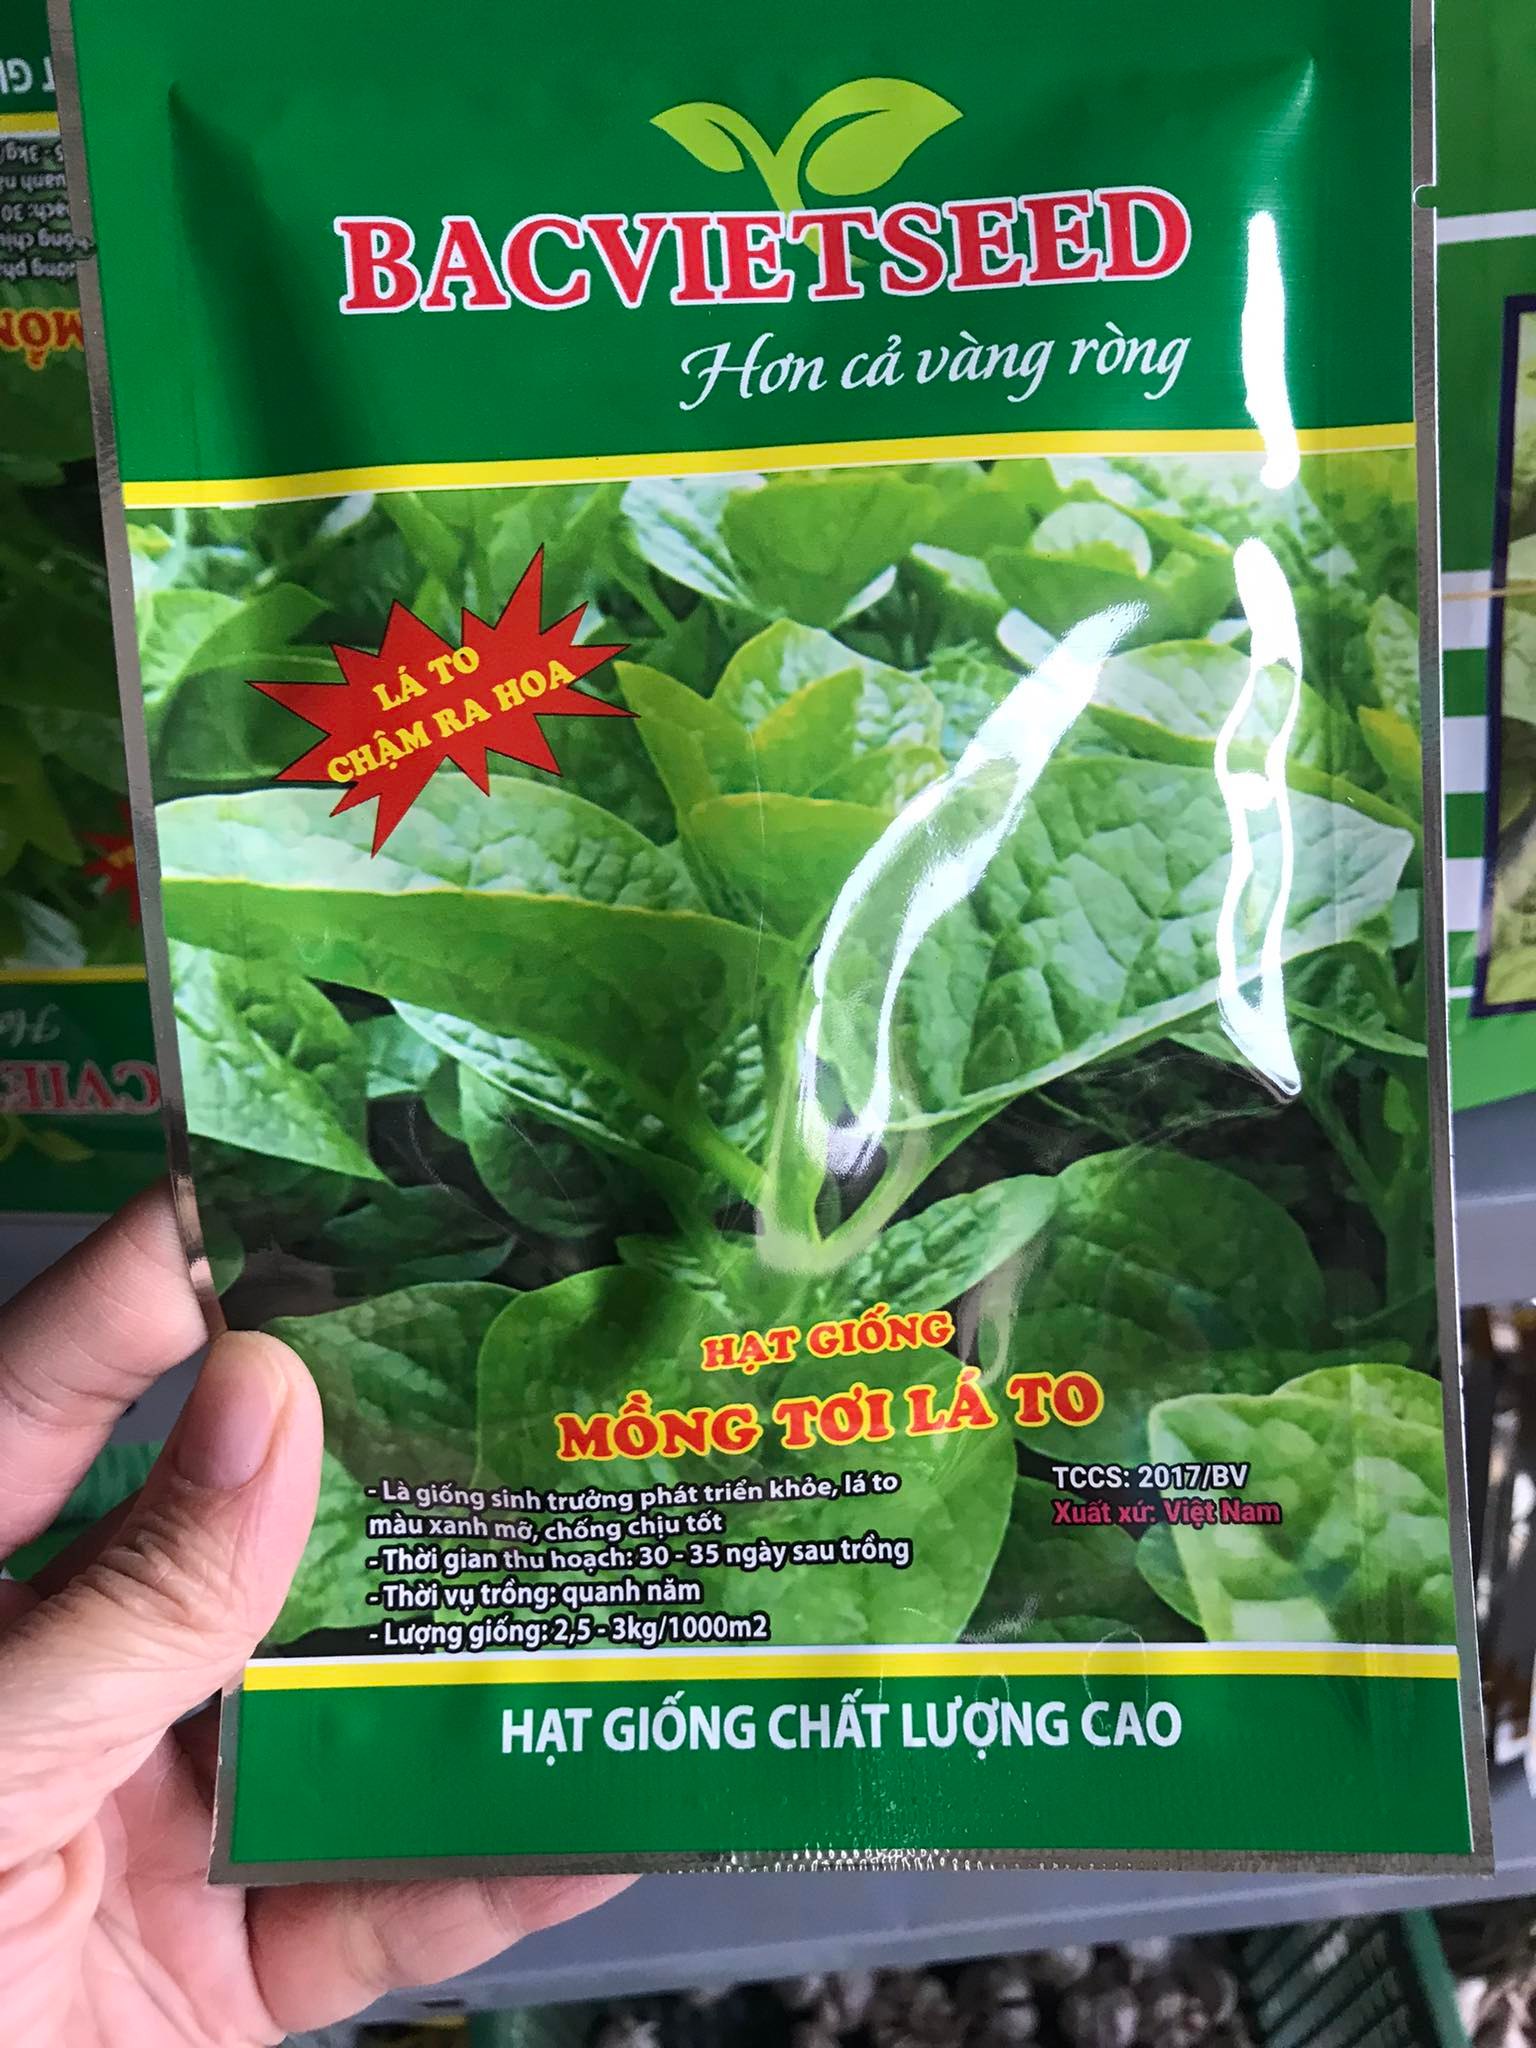 BACVIETSEED
Hơn cả vàng ròng
LÁ TO
CHẬM RA HOA
HẠT GIỐNG
MỒNG TƠI LÁ TO
- Là giống sinh trưởng phát triển khỏe, lá to
màu xanh mỡ, chống chịu tốt
- Thời gian thu hoạch: 30 - 35 ngày sau trồng
- Thời vụ trồng: quanh năm
- Lượng giống: 2,5 - 3kg/1000m2
TCCS: 2017/BV
Xuất xứ: Việt Nam
HẠT GIỐNG CHẤT LƯỢNG CAO